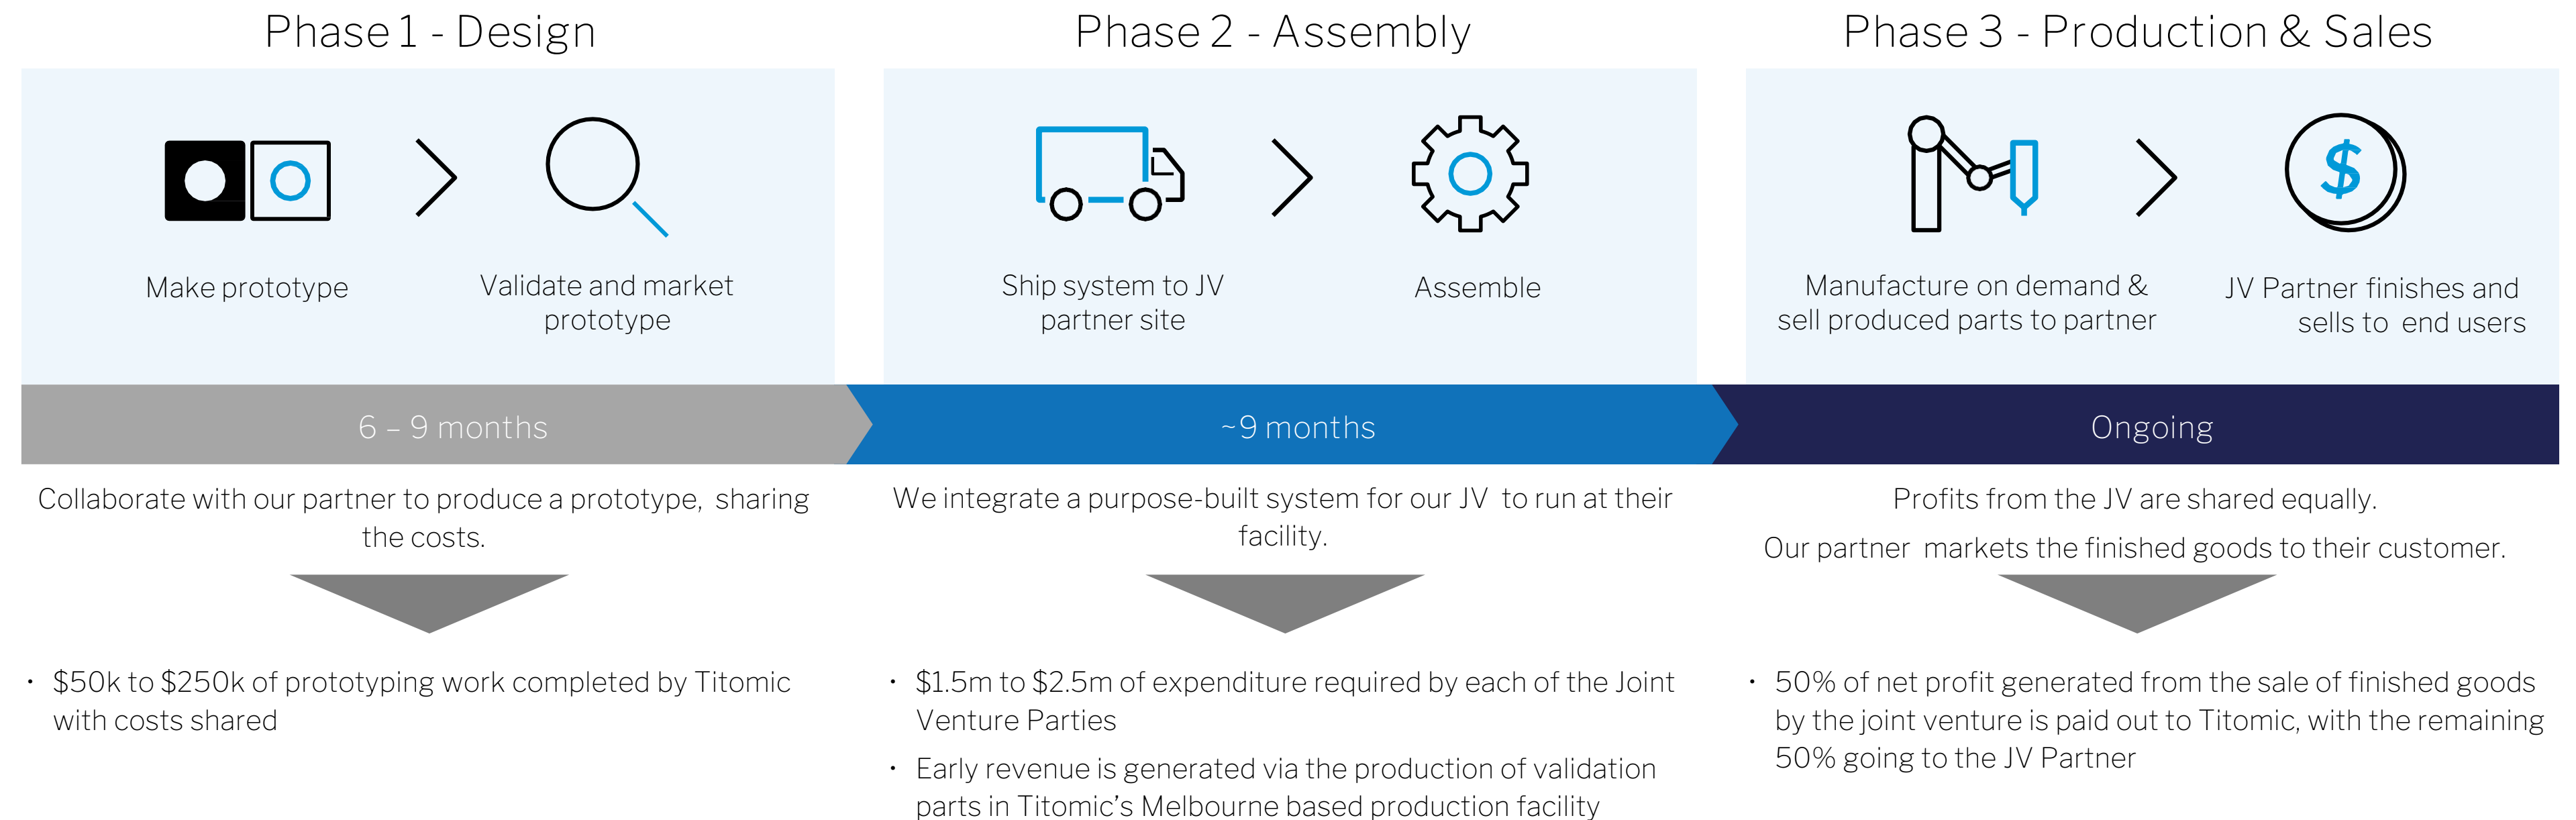 Phase 1 - Design
Make prototype
Validate and market
prototype
6 – 9 months
Collaborate with our partner to produce a prototype, sharing
the costs.
• $50k to $250k of prototyping work completed by Titomic
with costs shared
Phase 2 - Assembly
Ship system to JV
partner site
Assemble
~9 months
We integrate a purpose-built system for our JV to run at their
facility.
• $1.5m to $2.5m of expenditure required by each of the Joint
Venture Parties
• Early revenue is generated via the production of validation
parts in Titomic’s Melbourne based production facility
Phase 3 - Production & Sales
$
Manufacture on demand &
sell produced parts to partner
JV Partner finishes and
sells to end users
Ongoing
Profits from the JV are shared equally.
Our partner markets the finished goods to their customer.
• 50% of net profit generated from the sale of finished goods
by the joint venture is paid out to Titomic, with the remaining
50% going to the JV Partner